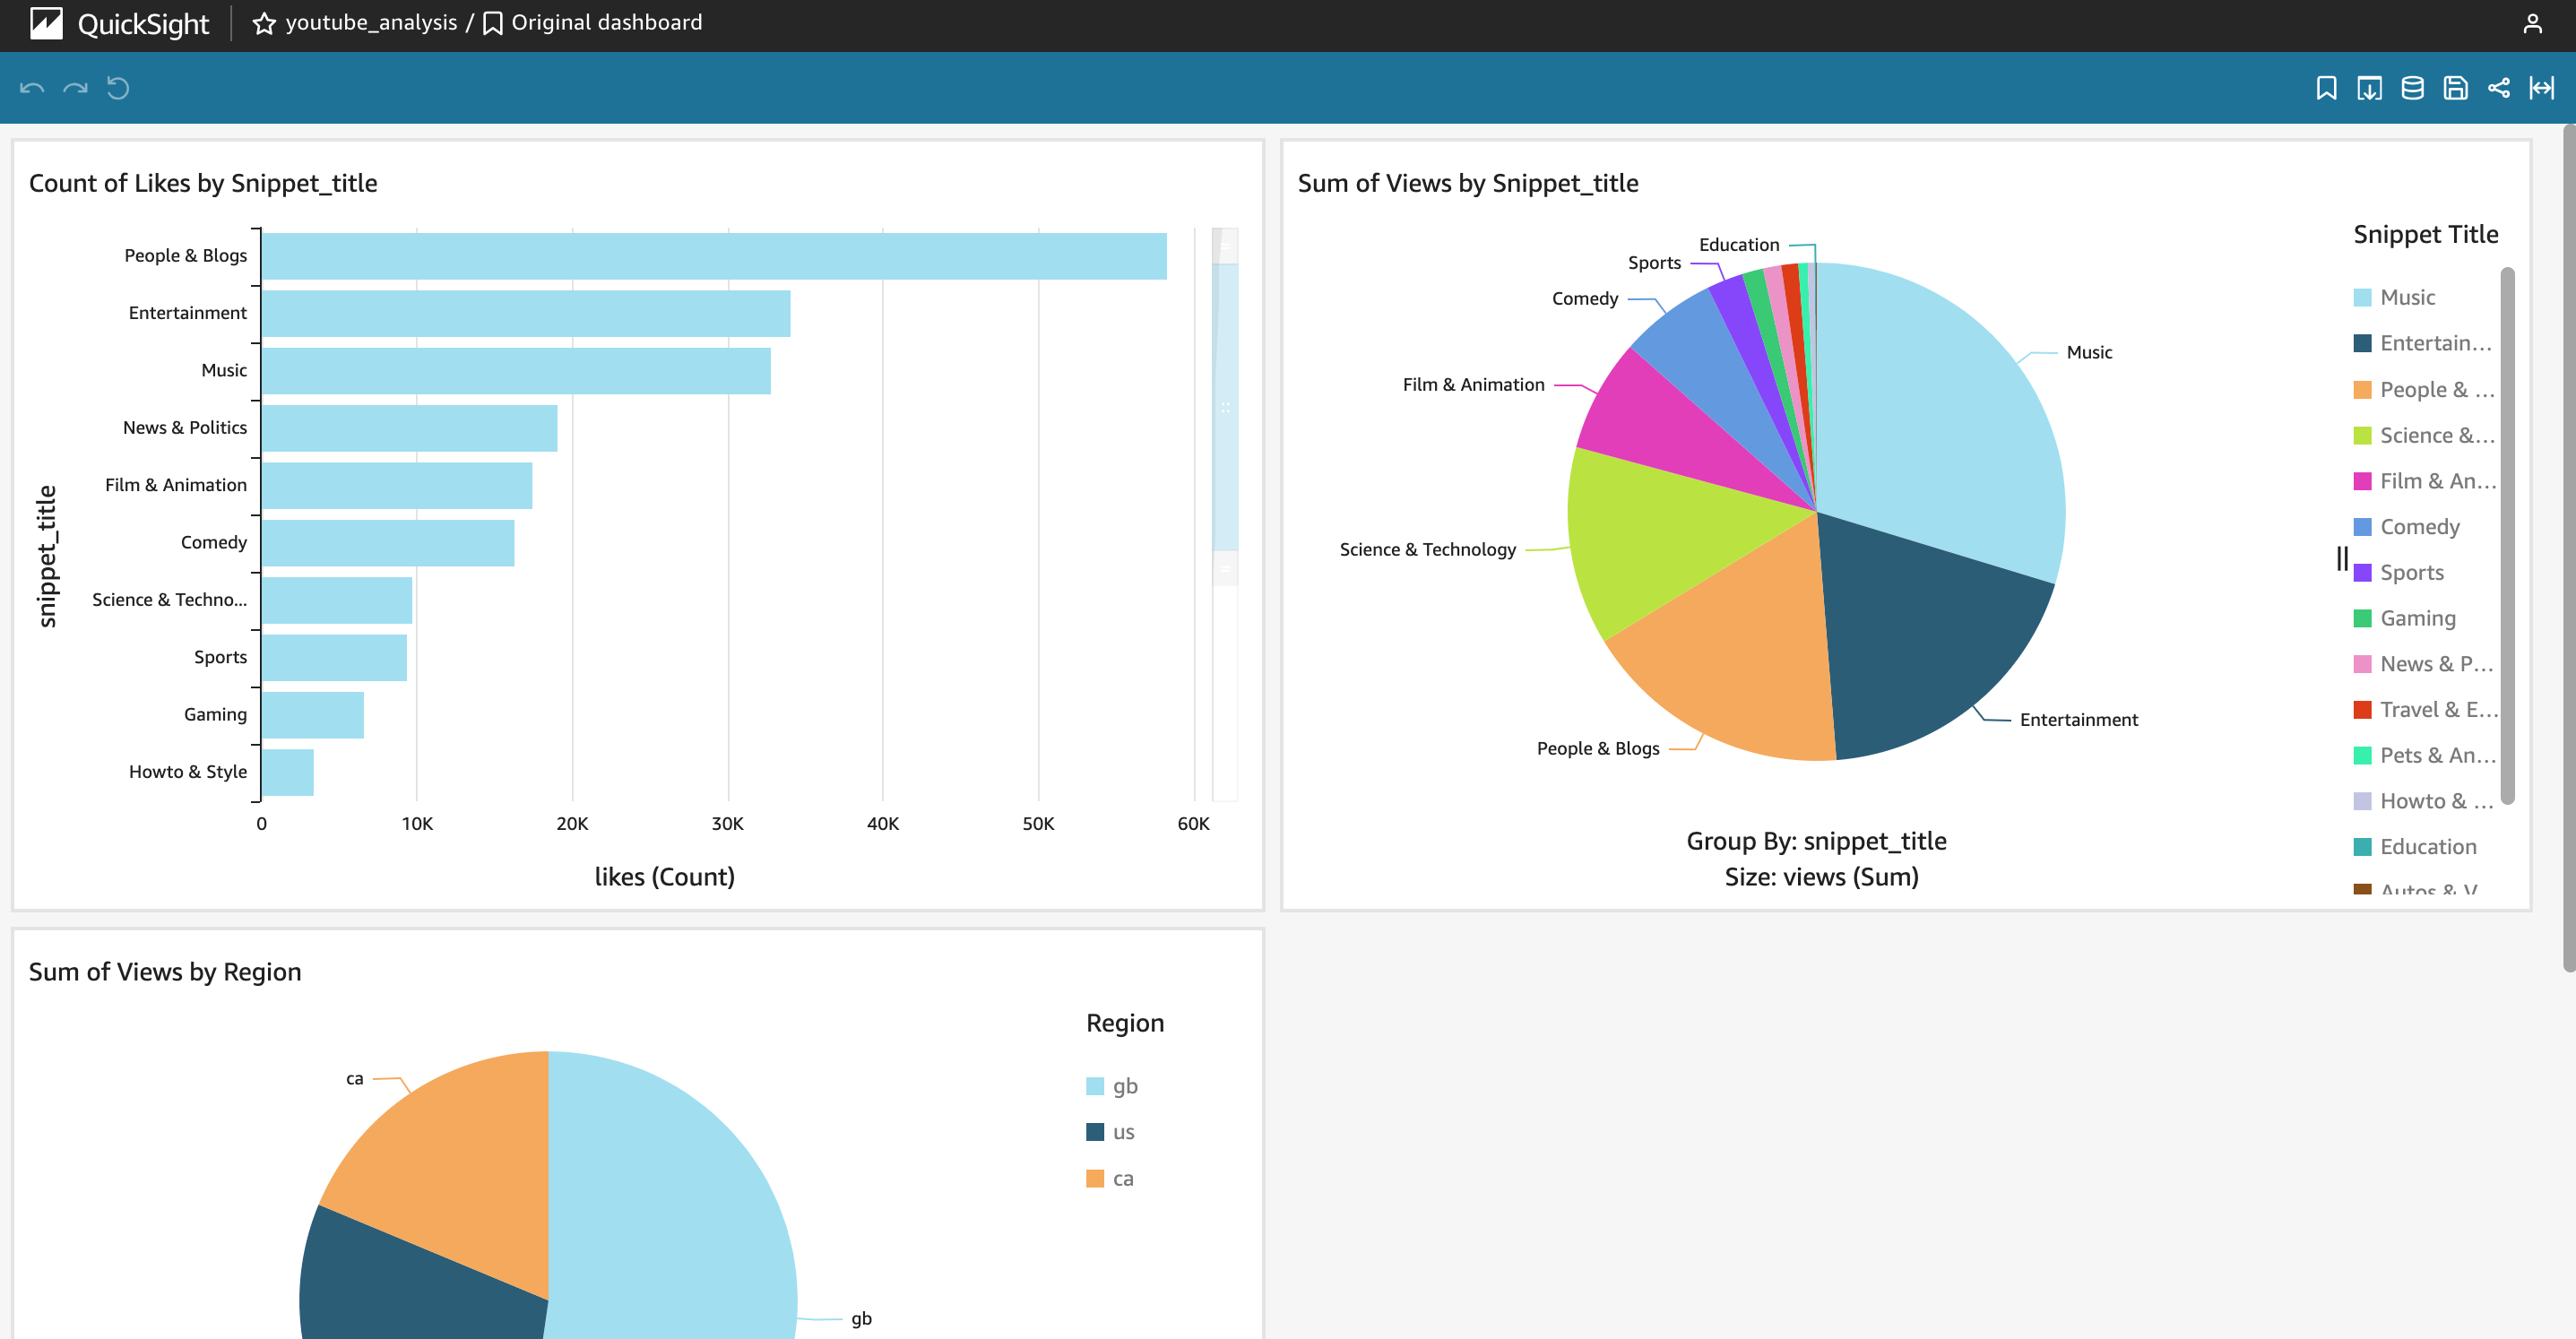 QuickSight youtube_analysis / Original dashboard
Count of Likes by Snippet_title
snippet_title
People & Blogs
Entertainment
Music
News & Politics
Film & Animation
Comedy
Science & Techno...
Sports
Gaming
Howto & Style
0 10K 20K 30K 40K 50K 60K
likes (Count)
Sum of Views by Snippet_title
Education
Sports
Comedy
Music
Film & Animation
Science & Technology
Entertainment
People & Blogs
Group By: snippet_title
Size: views (Sum)
Snippet Title
Music
Entertain...
People & ...
Science &...
Film & An...
Comedy
Sports
Gaming
News & P...
Travel & E...
Pets & An...
Howto & ...
Education
Autos & V...
Sum of Views by Region
ca
gb
Region
gb
us
ca